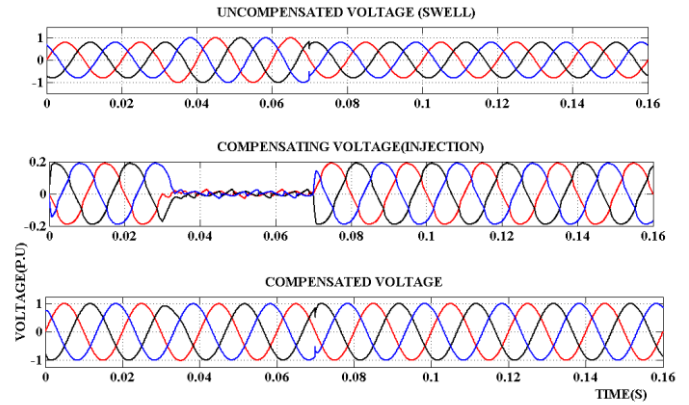 UNCOMPENSATED VOLTAGE (SWELL)
1
0
-1
0 0.02 0.04 0.06 0.08 0.1 0.12 0.14 0.16
COMPENSATING VOLTAGE(INJECTION)
0.2
0
-0.2
0 0.02 0.04 0.06 0.08 0.1 0.12 0.14 0.16
VOLTAGE(P.U)
COMPENSATED VOLTAGE
1
0
-1
0 0.02 0.04 0.06 0.08 0.1 0.12 0.14 0.16
TIME(S)